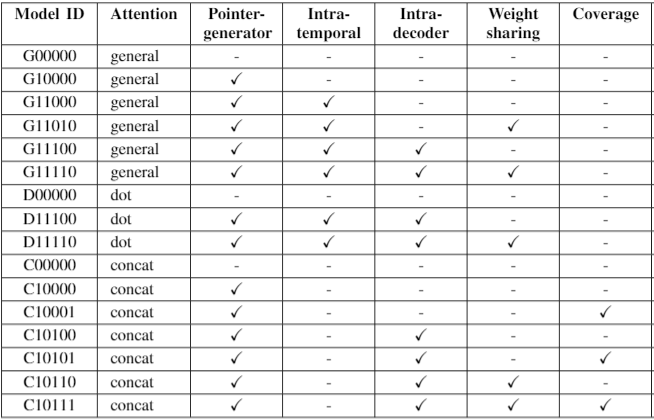 Model ID Attention Pointer-generator Intra-temporal Intra-decoder Weight sharing Coverage
G00000 general - - - - -
G10000 general ✓ - - - -
G11000 general ✓ ✓ - - -
G11010 general ✓ ✓ - ✓ -
G11100 general ✓ ✓ ✓ - -
G11110 general ✓ ✓ ✓ ✓ -
D00000 dot - - - - -
D11100 dot ✓ ✓ ✓ - -
D11110 dot ✓ ✓ ✓ ✓ -
C00000 concat - - - - -
C10000 concat ✓ - - - -
C10001 concat ✓ - - - ✓
C10100 concat ✓ - ✓ - -
C10101 concat ✓ - ✓ - ✓
C10110 concat ✓ - ✓ ✓ -
C10111 concat ✓ - ✓ ✓ ✓